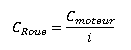 C_Roue = C_moteur / i